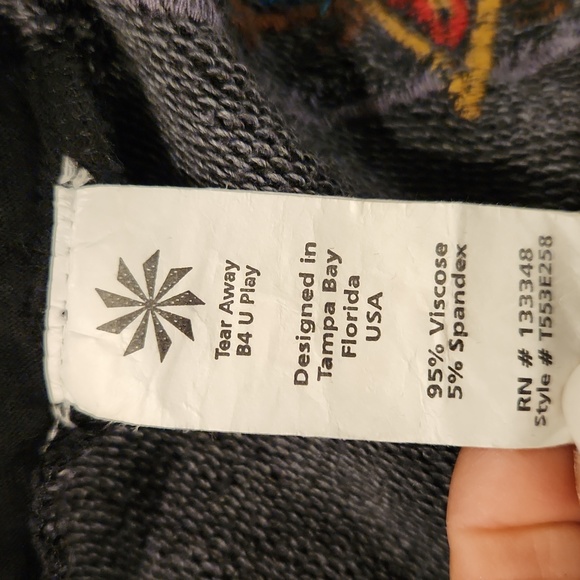 Tear Away
B4 U Play
Designed in
Tampa Bay
Florida
USA
95% Viscose
5% Spandex
RN # 133348
Style # T553E258